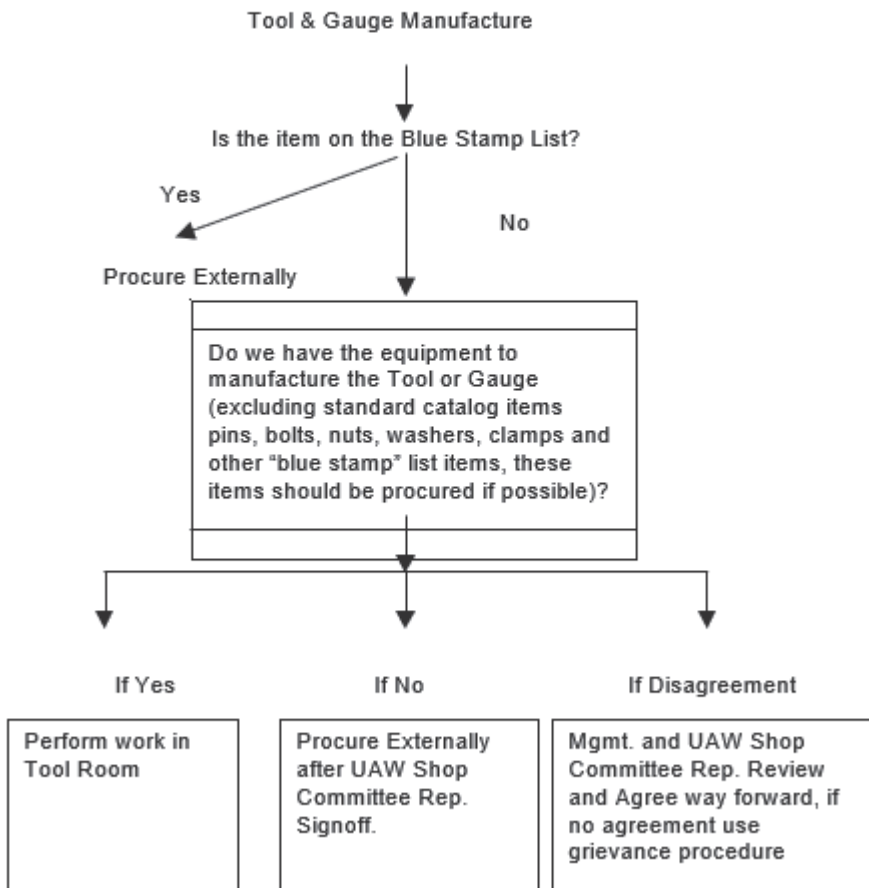 Tool & Gauge Manufacture
Is the item on the Blue Stamp List?
Yes
No
Procure Externally
Do we have the equipment to
manufacture the Tool or Gauge
(excluding standard catalog items
pins, bolts, nuts, washers, clamps and
other “blue stamp” list items, these
items should be procured if possible)?
If Yes
If No
If Disagreement
Perform work in
Tool Room
Procure Externally
after UAW Shop
Committee Rep.
Signoff.
Mgmt. and UAW Shop
Committee Rep. Review
and Agree way forward, if
no agreement use
grievance procedure